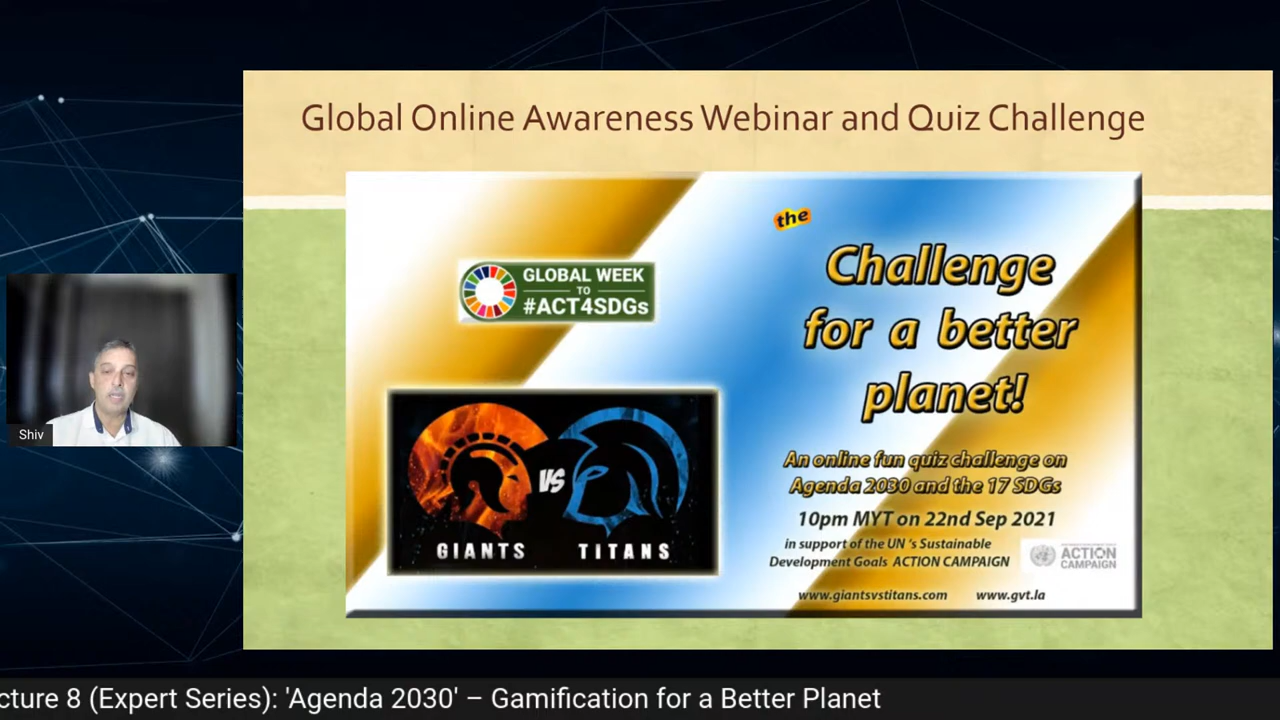 Global Online Awareness Webinar and Quiz Challenge
the
Challenge
for a better
planet!
GLOBAL WEEK
TO
#ACT4SDGs
GIANTS VS TITANS
An online fun quiz challenge on
Agenda 2030 and the 17 SDGs
10pm MYT on 22nd Sep 2021
in support of the UN 's Sustainable
Development Goals ACTION CAMPAIGN
ACTION
CAMPAIGN
www.giantsvstitans.com www.gvt.la
Shiv
cture 8 (Expert Series): 'Agenda 2030' – Gamification for a Better Planet